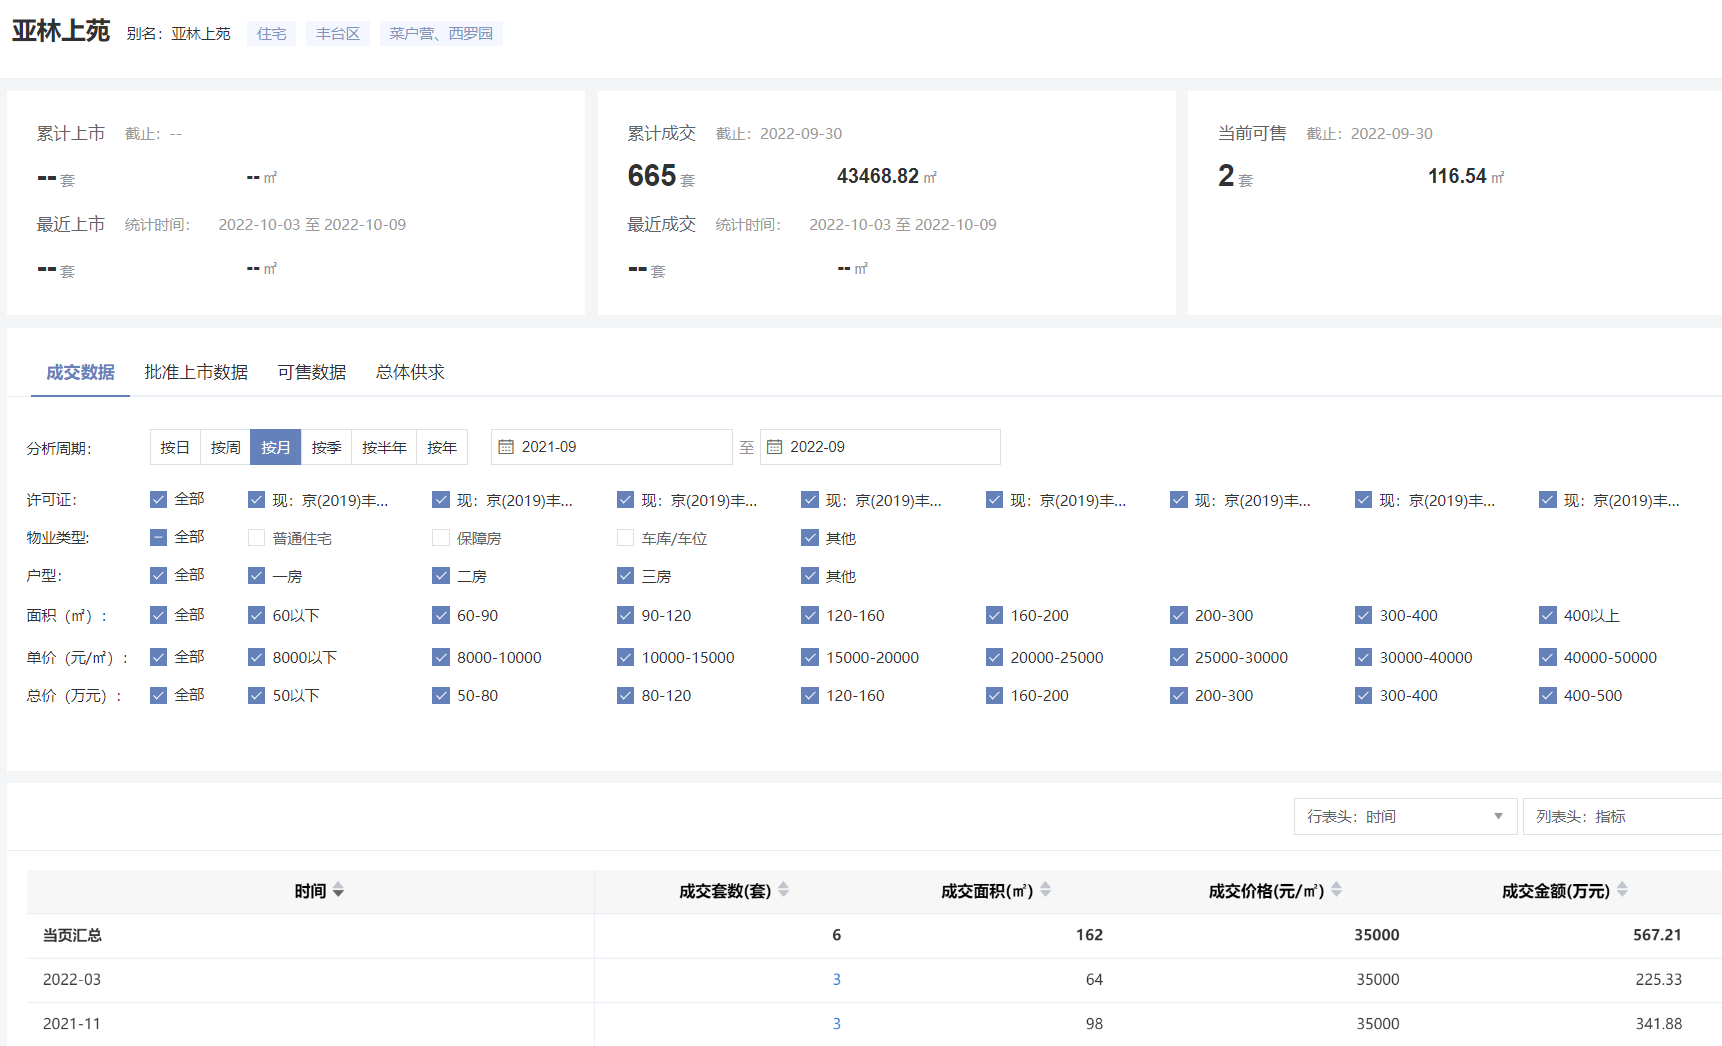 亚林上苑 别名：亚林上苑 住宅 丰台区 菜户营、西罗园
累计上市 截止：--
-- 套 -- ㎡
最近上市 统计时间： 2022-10-03 至 2022-10-09
-- 套 -- ㎡
累计成交 截止：2022-09-30
665 套 43468.82 ㎡
最近成交 统计时间： 2022-10-03 至 2022-10-09
-- 套 -- ㎡
当前可售 截止：2022-09-30
2 套 116.54 ㎡
成交数据 批准上市数据 可售数据 总体供求
分析周期: 按日 按周 按月 按季 按半年 按年 2021-09 至 2022-09
许可证: 全部 现：京(2019)丰... 现：京(2019)丰... 现：京(2019)丰... 现：京(2019)丰... 现：京(2019)丰... 现：京(2019)丰... 现：京(2019)丰... 现：京(2019)丰...
物业类型: 全部 普通住宅 保障房 车库/车位 其他
户型: 全部 一房 二房 三房 其他
面积（㎡）: 全部 60以下 60-90 90-120 120-160 160-200 200-300 300-400 400以上
单价（元/㎡）: 全部 8000以下 8000-10000 10000-15000 15000-20000 20000-25000 25000-30000 30000-40000 40000-50000
总价（万元）: 全部 50以下 50-80 80-120 120-160 160-200 200-300 300-400 400-500
行表头：时间 列表头：指标
时间 成交套数(套) 成交面积(㎡) 成交价格(元/㎡) 成交金额(万元)
当页汇总 6 162 35000 567.21
2022-03 3 64 35000 225.33
2021-11 3 98 35000 341.88